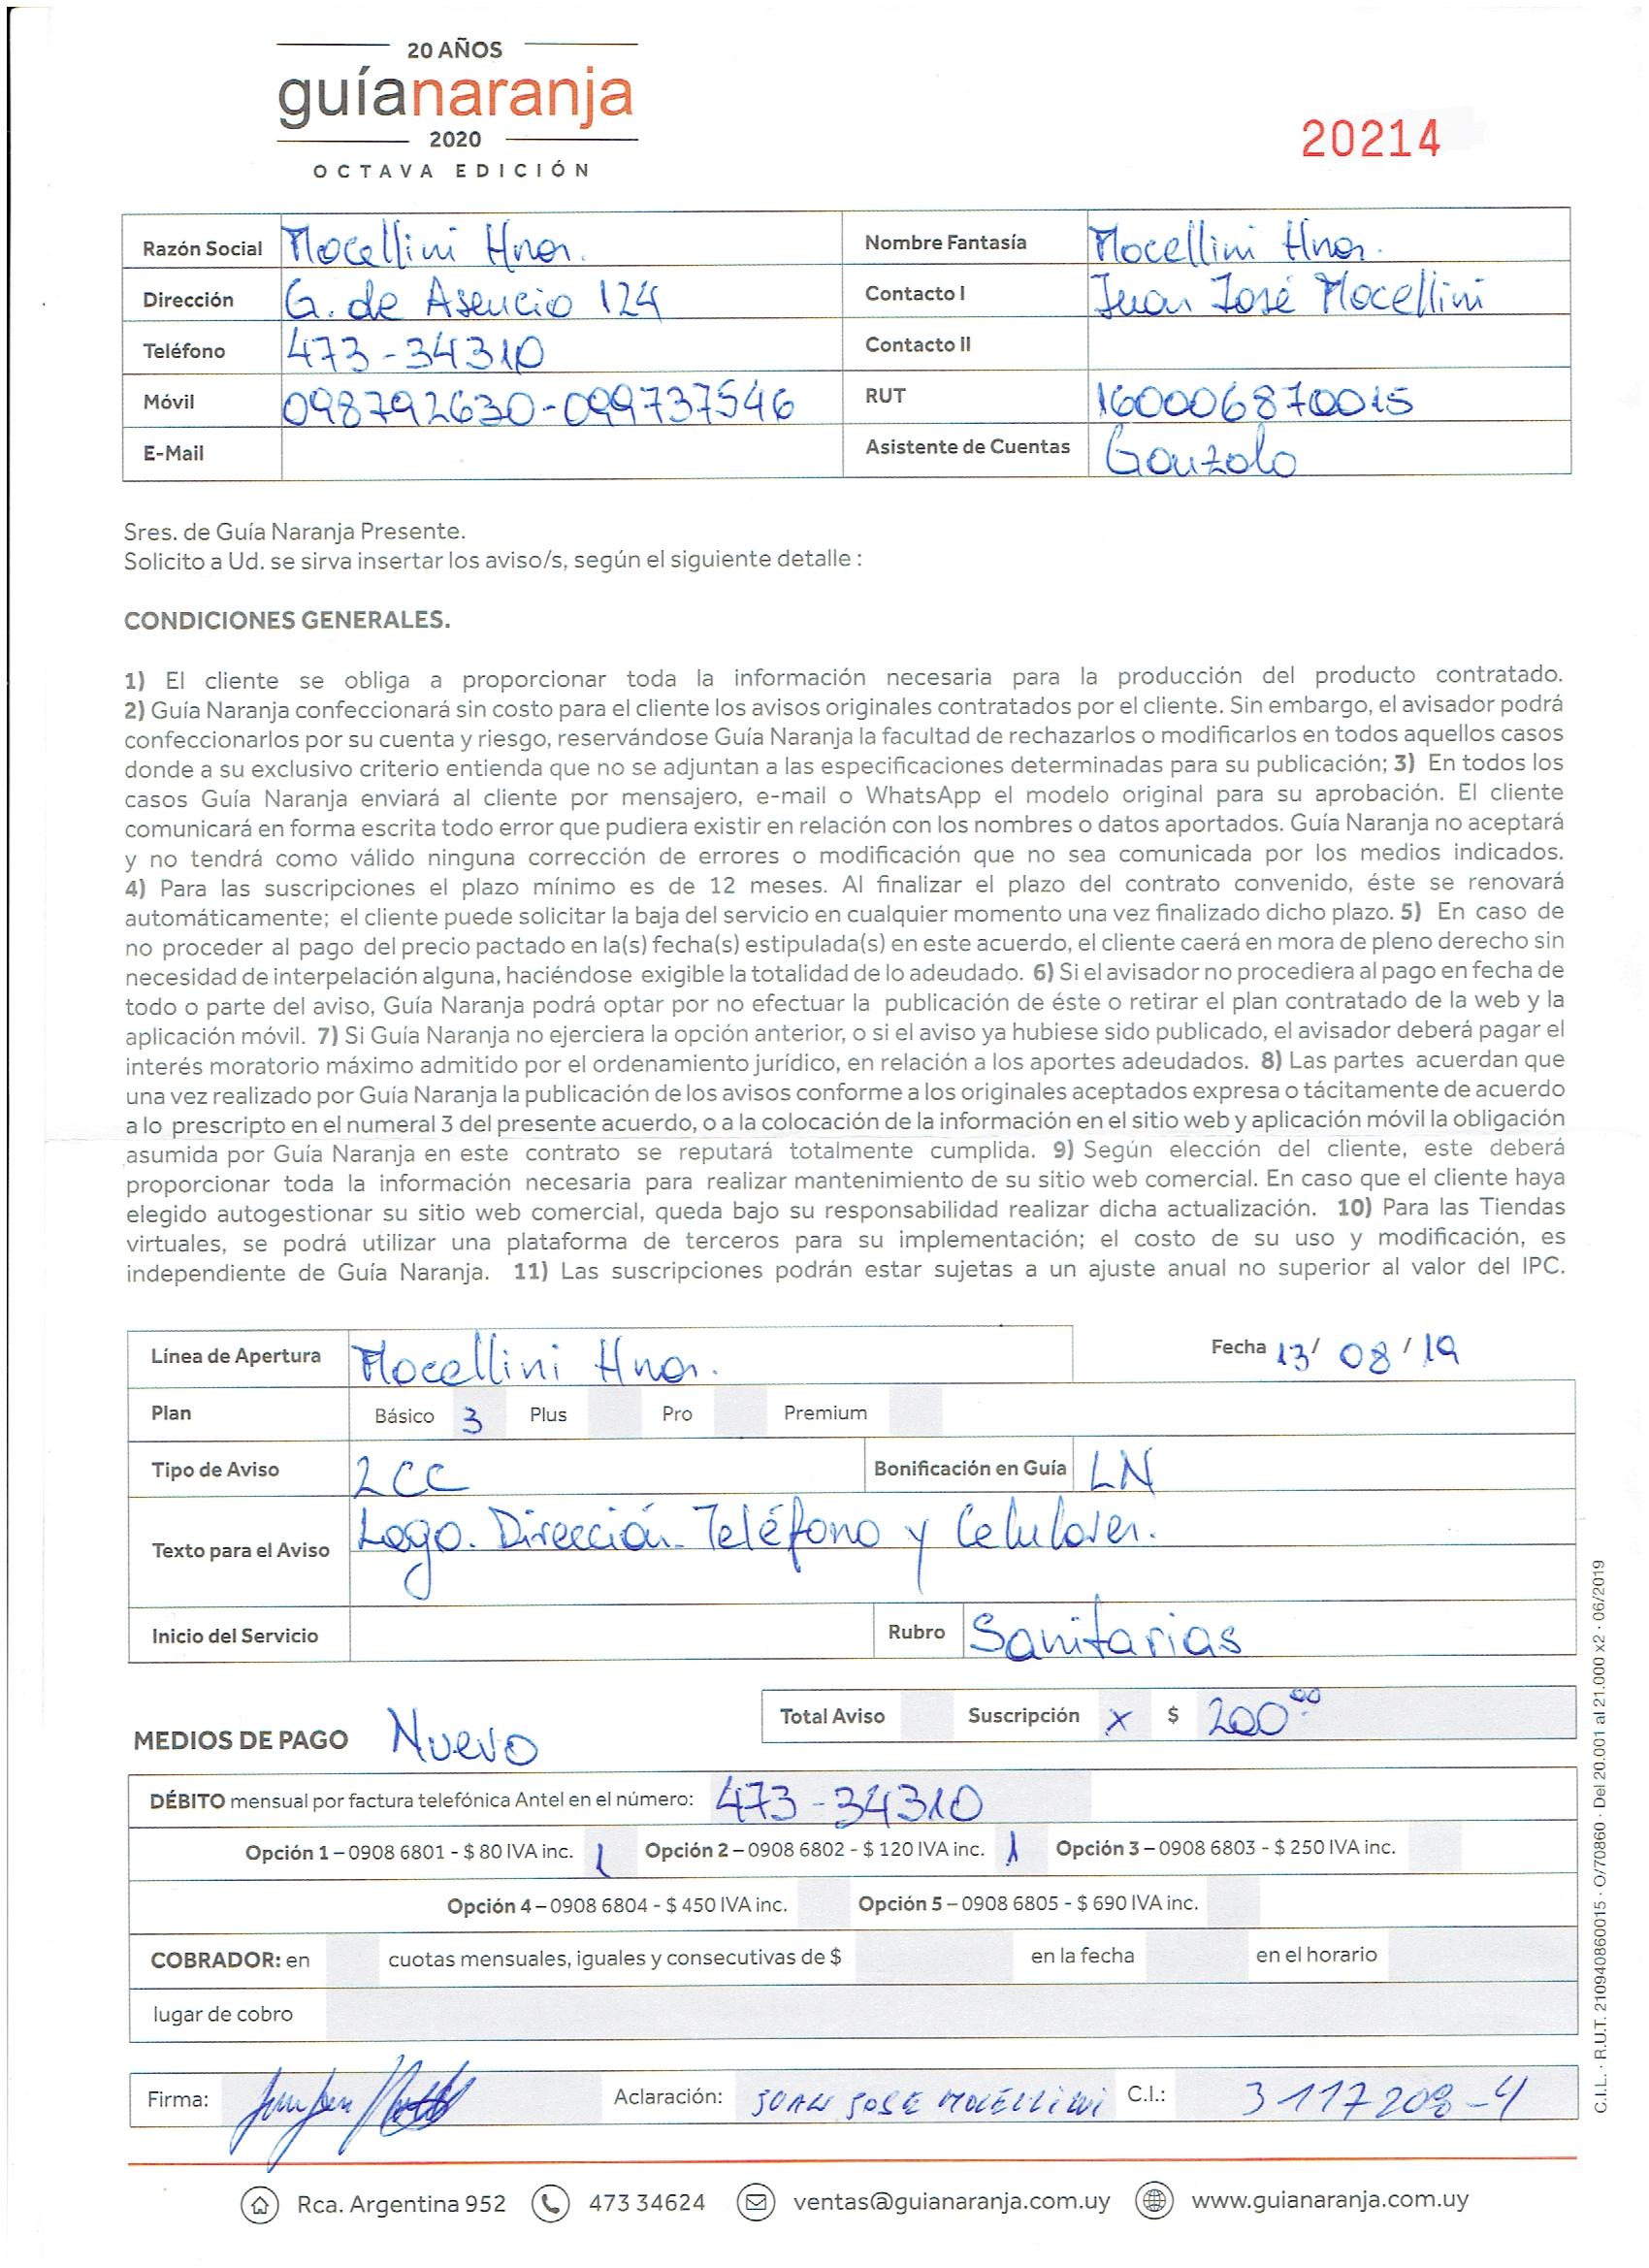 20 AÑOS
guíanaranja
2020
OCTAVA EDICIÓN
20214
Razón Social Mocellini Hnos. Nombre Fantasía Mocellini Hnos.
Dirección G. de Asencio 124 Contacto I Juan José Mocellini
Teléfono 473-34310 Contacto II
Móvil 098792630-099737546 RUT 160006870015
E-Mail Asistente de Cuentas Gonzalo
Sres. de Guía Naranja Presente.
Solicito a Ud. se sirva insertar los aviso/s, según el siguiente detalle :
CONDICIONES GENERALES.
1) El cliente se obliga a proporcionar toda la información necesaria para la producción del producto contratado.
2) Guía Naranja confeccionará sin costo para el cliente los avisos originales contratados por el cliente. Sin embargo, el avisador podrá
confeccionarlos por su cuenta y riesgo, reservándose Guía Naranja la facultad de rechazarlos o modificarlos en todos aquellos casos
donde a su exclusivo criterio entienda que no se adjuntan a las especificaciones determinadas para su publicación; 3) En todos los
casos Guía Naranja enviará al cliente por mensajero, e-mail o WhatsApp el modelo original para su aprobación. El cliente
comunicará en forma escrita todo error que pudiera existir en relación con los nombres o datos aportados. Guía Naranja no aceptará
y no tendrá como válido ninguna corrección de errores o modificación que no sea comunicada por los medios indicados.
4) Para las suscripciones el plazo mínimo es de 12 meses. Al finalizar el plazo del contrato convenido, éste se renovará
automáticamente; el cliente puede solicitar la baja del servicio en cualquier momento una vez finalizado dicho plazo. 5) En caso de
no proceder al pago del precio pactado en la(s) fecha(s) estipulada(s) en este acuerdo, el cliente caerá en mora de pleno derecho sin
necesidad de interpelación alguna, haciéndose exigible la totalidad de lo adeudado. 6) Si el avisador no procediera al pago en fecha de
todo o parte del aviso, Guía Naranja podrá optar por no efectuar la publicación de éste o retirar el plan contratado de la web y la
aplicación móvil. 7) Si Guía Naranja no ejerciera la opción anterior, o si el aviso ya hubiese sido publicado, el avisador deberá pagar el
interés moratorio máximo admitido por el ordenamiento jurídico, en relación a los aportes adeudados. 8) Las partes acuerdan que
una vez realizado por Guía Naranja la publicación de los avisos conforme a los originales aceptados expresa o tácitamente de acuerdo
a lo prescripto en el numeral 3 del presente acuerdo, o a la colocación de la información en el sitio web y aplicación móvil la obligación
asumida por Guía Naranja en este contrato se reputará totalmente cumplida. 9) Según elección del cliente, este deberá
proporcionar toda la información necesaria para realizar mantenimiento de su sitio web comercial. En caso que el cliente haya
elegido autogestionar su sitio web comercial, queda bajo su responsabilidad realizar dicha actualización. 10) Para las Tiendas
virtuales, se podrá utilizar una plataforma de terceros para su implementación; el costo de su uso y modificación, es
independiente de Guía Naranja. 11) Las suscripciones podrán estar sujetas a un ajuste anual no superior al valor del IPC.
Línea de Apertura Mocellini Hnos. Fecha 13/ 08 / 19
Plan Básico 3 Plus Pro Premium
Tipo de Aviso 2CC Bonificación en Guía LN
Texto para el Aviso Logo. Dirección. Teléfono y Celulares.
Inicio del Servicio Rubro Sanitarias
Total Aviso Suscripción x $ 200.00
MEDIOS DE PAGO Nuevo
DÉBITO mensual por factura telefónica Antel en el número: 473-34310
Opción 1 – 0908 6801 - $ 80 IVA inc. 1 Opción 2 – 0908 6802 - $ 120 IVA inc. 1 Opción 3 – 0908 6803 - $ 250 IVA inc.
Opción 4 – 0908 6804 - $ 450 IVA inc. Opción 5 – 0908 6805 - $ 690 IVA inc.
COBRADOR: en cuotas mensuales, iguales y consecutivas de $ en la fecha en el horario
lugar de cobro
Firma: Aclaración: JUAN JOSE MOCELLINI C.I.: 3117208-4
Rca. Argentina 952 473 34624 ventas@guianaranja.com.uy www.guianaranja.com.uy
C.I.L. · R.U.T. 210940860015 · O/70860 · Del 20.001 al 21.000 x2 · 06/2019